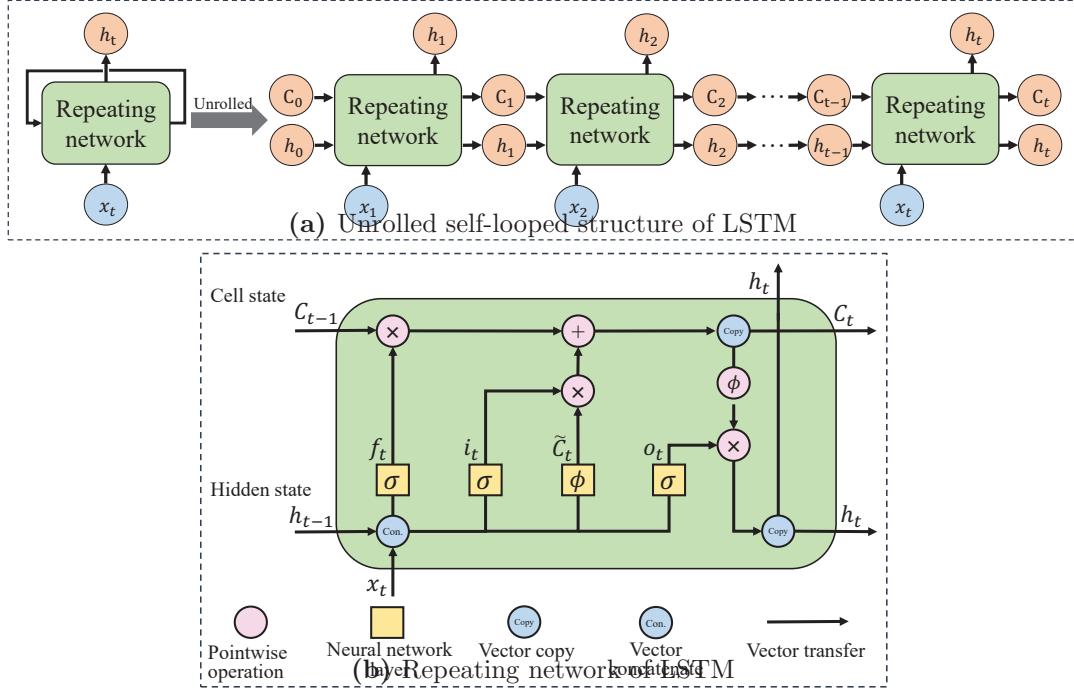 h_t
h_1
h_2
h_t
Repeating network
Unrolled
C_0
Repeating network
C_1
Repeating network
C_2
·····
C_{t−1}
Repeating network
C_t
h_0
h_1
h_2
·····
h_{t−1}
h_t
x_t
x_1
x_2
x_t
(a) Unrolled self-looped structure of LSTM
Cell state
h_t
C_{t−1}
C_t
×
+
Copy
×
ϕ
×
f_t
i_t
C̃_t
o_t
σ
σ
ϕ
σ
Hidden state
h_{t−1}
Con.
Copy
h_t
x_t
Copy
Con.
Pointwise operation
Neural network layer
Vector copy
Vector concatenate
Vector transfer
(b) Repeating network of LSTM